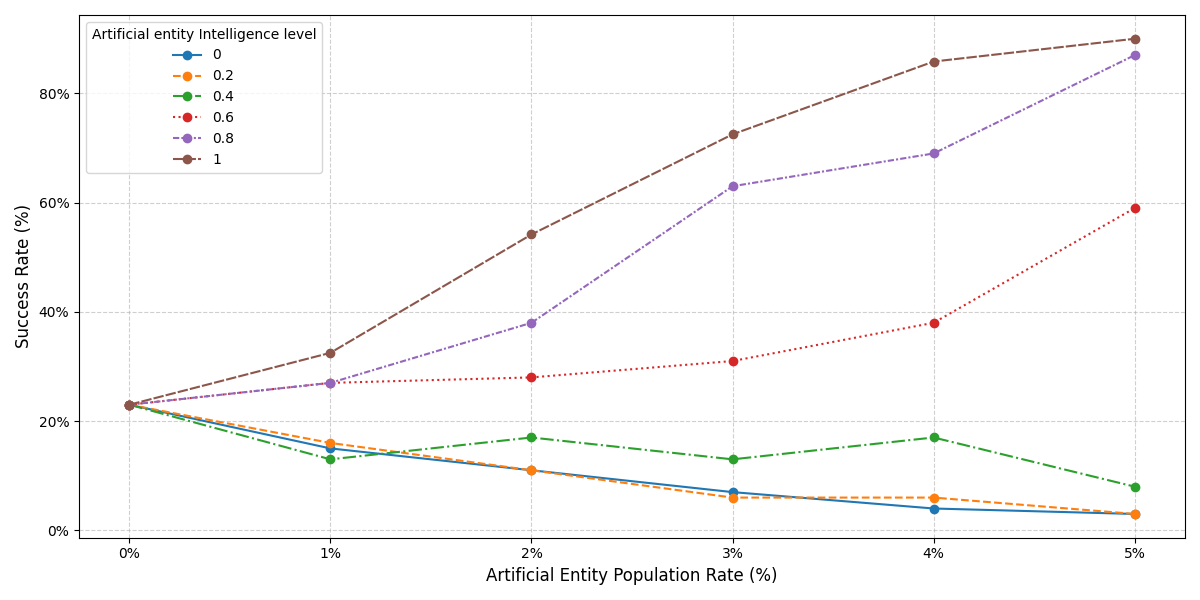 Artificial entity Intelligence level
0
0.2
0.4
0.6
0.8
1
Success Rate (%)
80%
60%
40%
20%
0%
0% 1% 2% 3% 4% 5%
Artificial Entity Population Rate (%)